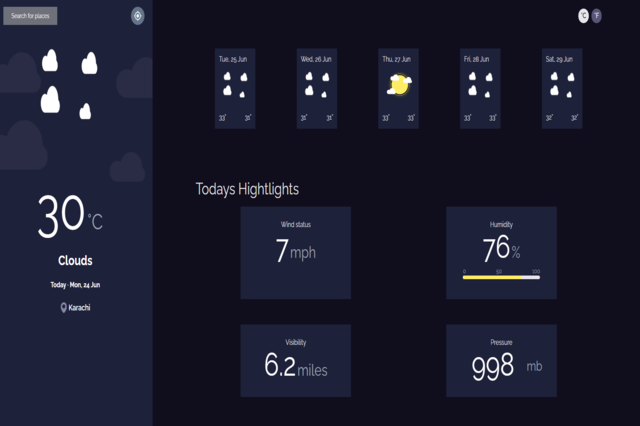 Search for places
°C
°F
30°C
Clouds
Today · Mon, 24 Jun
Karachi
Tue, 25 Jun
33° 31°
Wed, 26 Jun
31° 31°
Thu, 27 Jun
33° 33°
Fri, 28 Jun
33° 33°
Sat, 29 Jun
32° 32°
Todays Hightlights
Wind status
7 mph
Humidity
76%
0 50 100
Visibility
6.2 miles
Pressure
998 mb